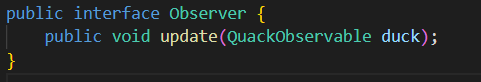 public interface Observer {
    public void update(QuackObservable duck);
}